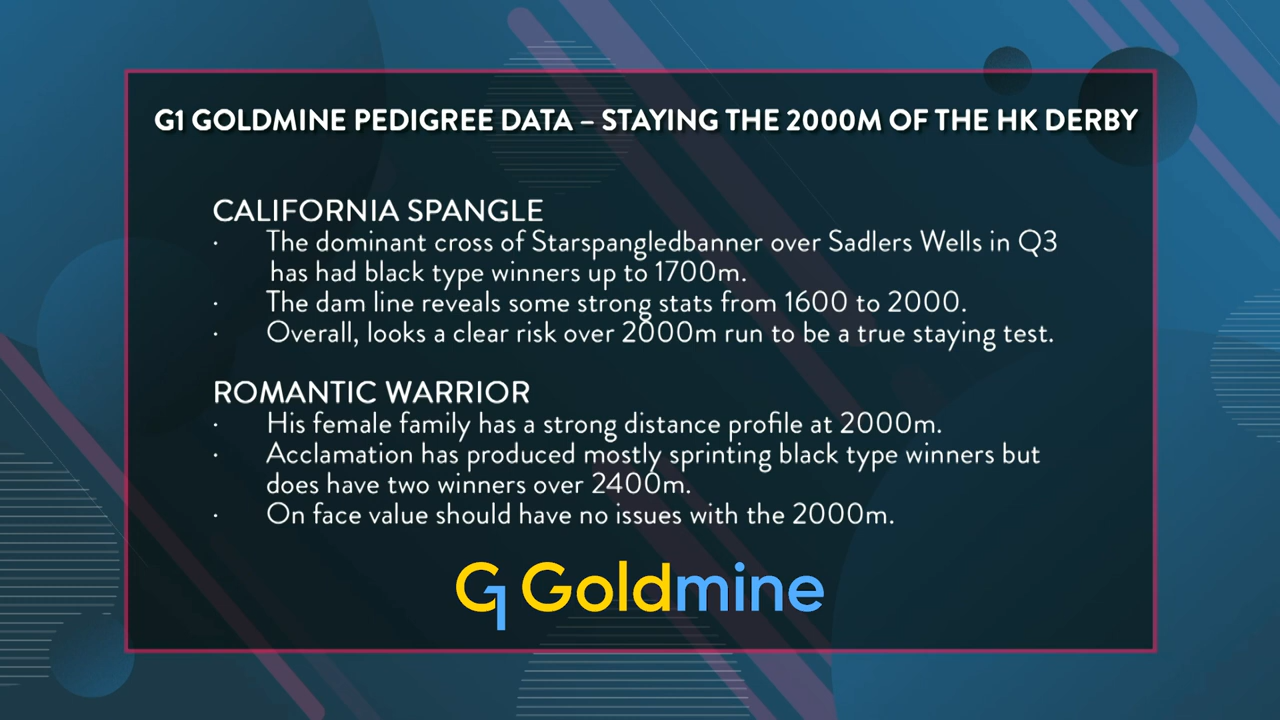 G1 GOLDMINE PEDIGREE DATA – STAYING THE 2000M OF THE HK DERBY
CALIFORNIA SPANGLE
· The dominant cross of Starspangledbanner over Sadlers Wells in Q3
has had black type winners up to 1700m.
· The dam line reveals some strong stats from 1600 to 2000.
· Overall, looks a clear risk over 2000m run to be a true staying test.
ROMANTIC WARRIOR
· His female family has a strong distance profile at 2000m.
· Acclamation has produced mostly sprinting black type winners but
does have two winners over 2400m.
· On face value should have no issues with the 2000m.
G1 Goldmine